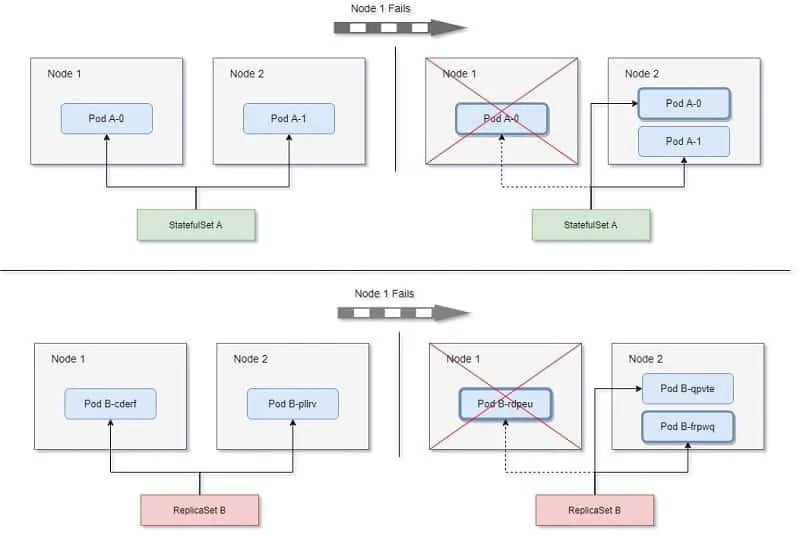 Node 1 Fails
Node 1
Node 2
Pod A-0
Pod A-1
StatefulSet A
Node 1
Node 2
Pod A-0
Pod A-0
Pod A-1
StatefulSet A
Node 1 Fails
Node 1
Node 2
Pod B-cderf
Pod B-plirv
ReplicaSet B
Node 1
Node 2
Pod B-rdpeu
Pod B-qpvte
Pod B-frpwq
ReplicaSet B